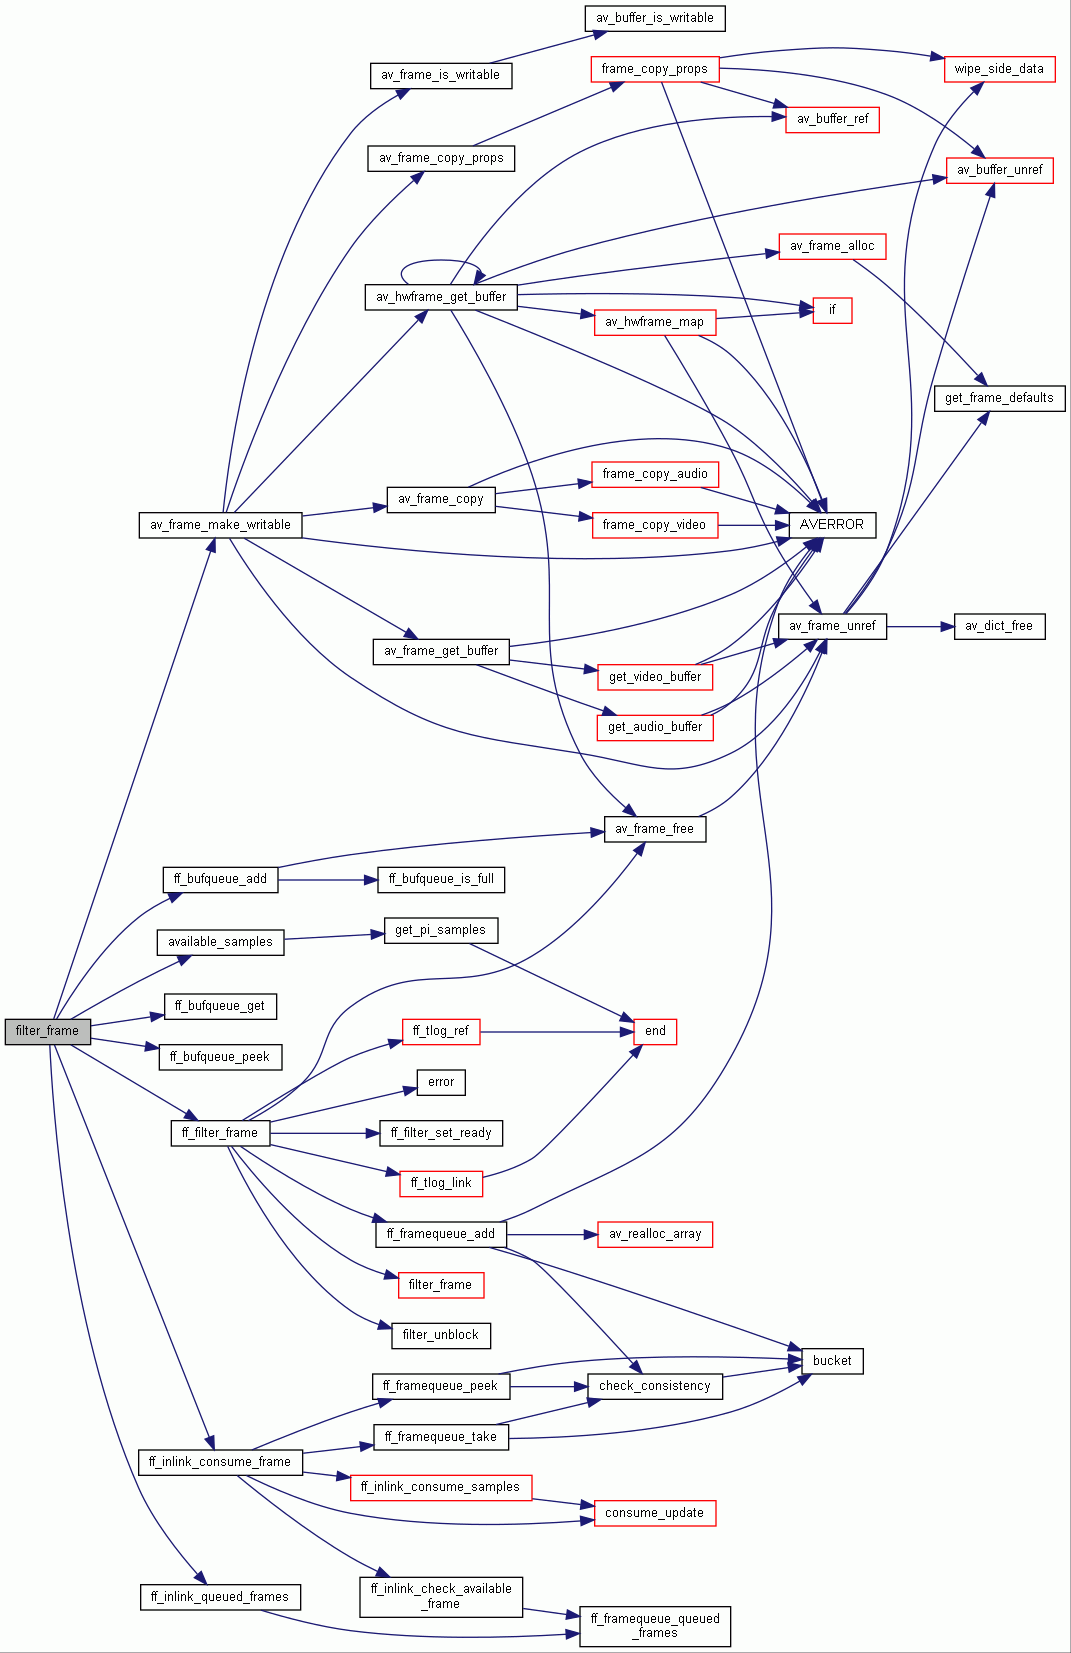 av_buffer_is_writable
av_frame_is_writable
frame_copy_props
wipe_side_data
av_buffer_ref
av_frame_copy_props
av_buffer_unref
av_frame_alloc
av_hwframe_get_buffer
if
av_hwframe_map
get_frame_defaults
frame_copy_audio
av_frame_copy
av_frame_make_writable
frame_copy_video
AVERROR
av_frame_unref
av_dict_free
av_frame_get_buffer
get_video_buffer
get_audio_buffer
av_frame_free
ff_bufqueue_add
ff_bufqueue_is_full
get_pi_samples
available_samples
ff_bufqueue_get
filter_frame
ff_tlog_ref
end
ff_bufqueue_peek
error
ff_filter_frame
ff_filter_set_ready
ff_tlog_link
ff_framequeue_add
av_realloc_array
filter_frame
filter_unblock
bucket
ff_framequeue_peek
check_consistency
ff_framequeue_take
ff_inlink_consume_frame
ff_inlink_consume_samples
consume_update
ff_inlink_check_available
_frame
ff_inlink_queued_frames
ff_framequeue_queued
_frames